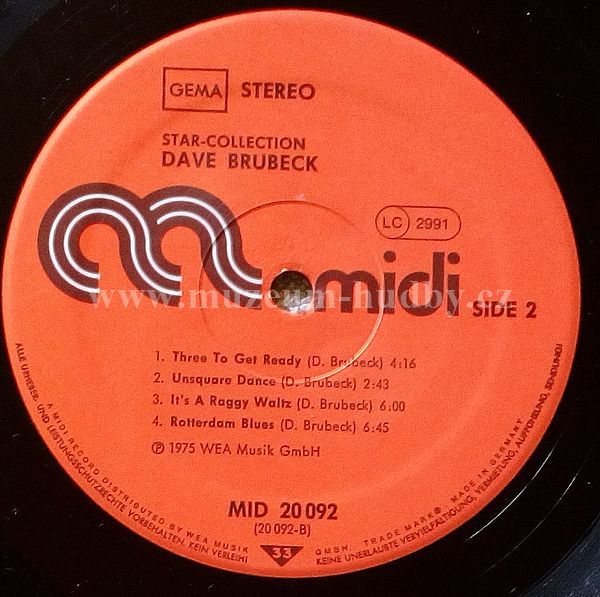 GEMA STEREO
STAR-COLLECTION
DAVE BRUBECK
LC 2991
midi SiDE 2
www.muzeum-hudby.cz
1. Three To Get Ready (D. Brubeck) 4:16
2. Unsquare Dance (D. Brubeck) 2:43
3. It's A Raggy Waltz (D. Brubeck) 6:00
4. Rotterdam Blues (D. Brubeck) 6:45
℗ 1975 WEA Musik GmbH
MID 20 092
(20 092-B)
33
ALLE URHEBER- UND LEISTUNGSSCHUTZRECHTE VORBEHALTEN. KEIN VERLEIH! KEINE UNERLAUBTE VERVIELFÄLTIGUNG, VERMIETUNG, AUFFÜHRUNG, SENDUNG!
A MIDI RECORD DISTRIBUTED BY WEA MUSIK GMBH. TRADE MARK® MADE IN GERMANY